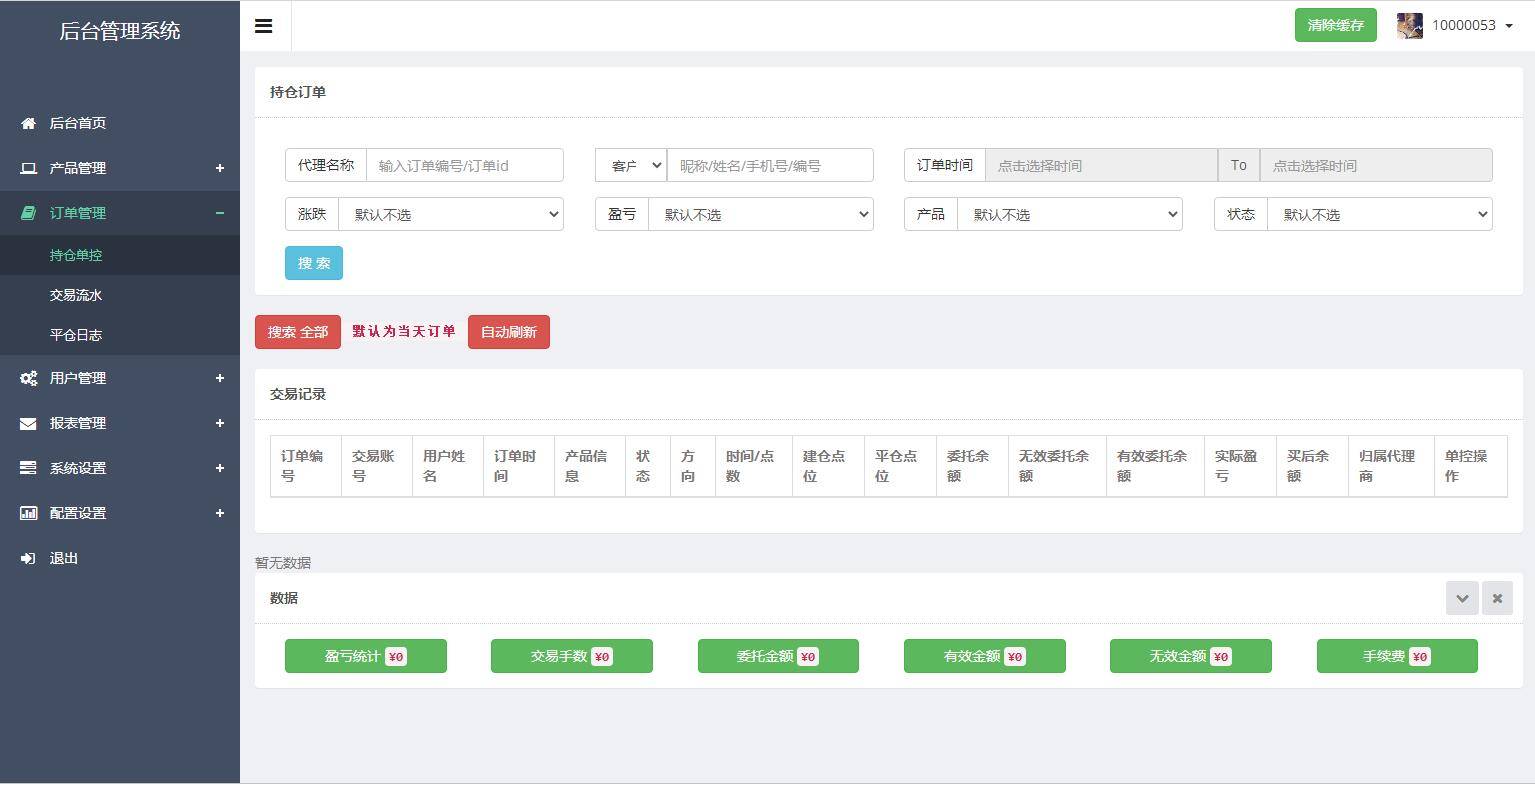 后台管理系统
清除缓存
10000053
后台首页
产品管理
订单管理
持仓单控
交易流水
平仓日志
用户管理
报表管理
系统设置
配置设置
退出
持仓订单
代理名称 输入订单编号/订单id 客户 昵称/姓名/手机号/编号 订单时间 点击选择时间 To 点击选择时间
涨跌 默认不选 盈亏 默认不选 产品 默认不选 状态 默认不选
搜 索
搜索 全部 默认为当天订单 自动刷新
交易记录
订单编号 交易账号 用户姓名 订单时间 产品信息 状态 方向 时间/点数 建仓点位 平仓点位 委托余额 无效委托余额 有效委托余额 实际盈亏 买后余额 归属代理商 单控操作
暂无数据
数据
盈亏统计 ¥0 交易手数 ¥0 委托金额 ¥0 有效金额 ¥0 无效金额 ¥0 手续费 ¥0